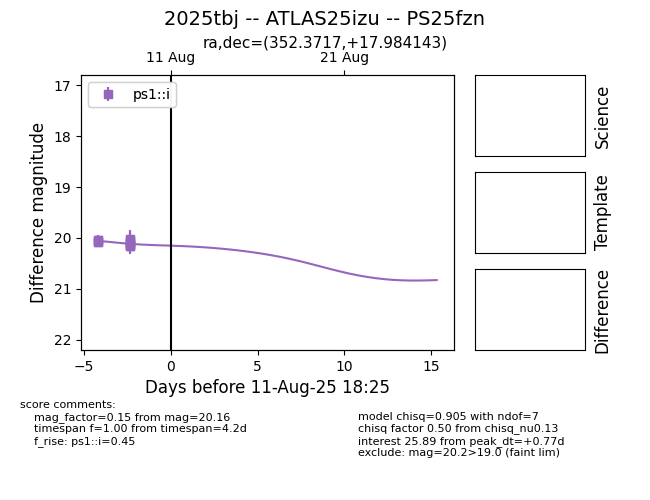 2025tbj -- ATLAS25izu -- PS25fzn
ra,dec=(352.3717,+17.984143)
11 Aug
21 Aug
ps1::i
17
18
19
20
21
22
Difference magnitude
−5
0
5
10
15
Days before 11-Aug-25 18:25
Science
Template
Difference
score comments:
mag_factor=0.15 from mag=20.16
timespan f=1.00 from timespan=4.2d
f_rise: ps1::i=0.45
model chisq=0.905 with ndof=7
chisq factor 0.50 from chisq_nu0.13
interest 25.89 from peak_dt=+0.77d
exclude: mag=20.2>19.0 (faint lim)